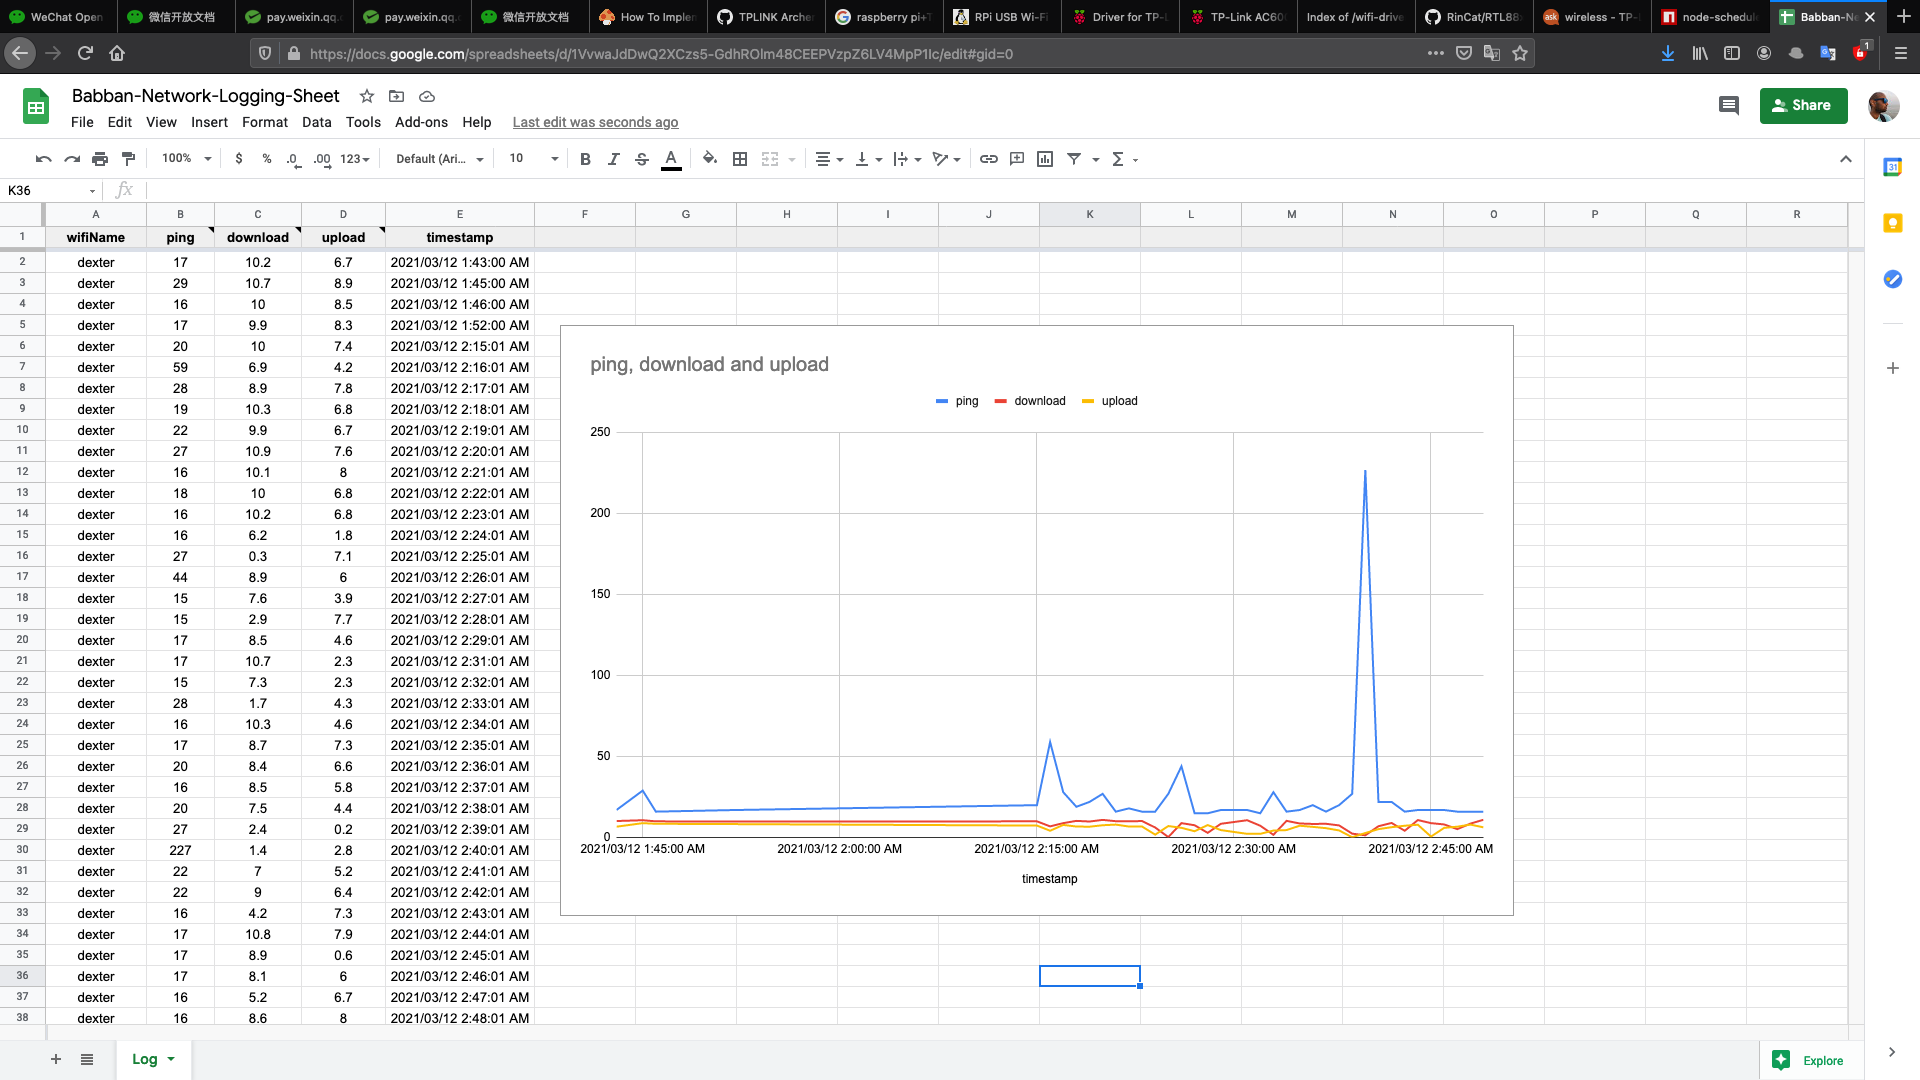 WeChat Open
微信开放文档
pay.weixin.qq.c
pay.weixin.qq.c
微信开放文档
How To Implem
TPLINK Arche
raspberry pi+T
RPi USB Wi-Fi
Driver for TP-L
TP-Link AC600
Index of /wifi-drive
RinCat/RTL88x
wireless - TP-L
node-schedul
Babban-Ne
https://docs.google.com/spreadsheets/d/1VvwaJdDwQ2XCzs5-GdhROlm48CEEPVzpZ6LV4MpP1Ic/edit#gid=0
1
Babban-Network-Logging-Sheet
Share
File Edit View Insert Format Data Tools Add-ons Help Last edit was seconds ago
100% $ % .0 .00 123 Default (Ari... 10 B I S A Σ
31
K36 fx
A B C D E F G H I J K L M N O P Q R
1 wifiName ping download upload timestamp
2 dexter 17 10.2 6.7 2021/03/12 1:43:00 AM
3 dexter 29 10.7 8.9 2021/03/12 1:45:00 AM
4 dexter 16 10 8.5 2021/03/12 1:46:00 AM
5 dexter 17 9.9 8.3 2021/03/12 1:52:00 AM
6 dexter 20 10 7.4 2021/03/12 2:15:01 AM
7 dexter 59 6.9 4.2 2021/03/12 2:16:01 AM
8 dexter 28 8.9 7.8 2021/03/12 2:17:01 AM
9 dexter 19 10.3 6.8 2021/03/12 2:18:01 AM
10 dexter 22 9.9 6.7 2021/03/12 2:19:01 AM
11 dexter 27 10.9 7.6 2021/03/12 2:20:01 AM
12 dexter 16 10.1 8 2021/03/12 2:21:01 AM
13 dexter 18 10 6.8 2021/03/12 2:22:01 AM
14 dexter 16 10.2 6.8 2021/03/12 2:23:01 AM
15 dexter 16 6.2 1.8 2021/03/12 2:24:01 AM
16 dexter 27 0.3 7.1 2021/03/12 2:25:01 AM
17 dexter 44 8.9 6 2021/03/12 2:26:01 AM
18 dexter 15 7.6 3.9 2021/03/12 2:27:01 AM
19 dexter 15 2.9 7.7 2021/03/12 2:28:01 AM
20 dexter 17 8.5 4.6 2021/03/12 2:29:01 AM
21 dexter 17 10.7 2.3 2021/03/12 2:31:01 AM
22 dexter 15 7.3 2.3 2021/03/12 2:32:01 AM
23 dexter 28 1.7 4.3 2021/03/12 2:33:01 AM
24 dexter 16 10.3 4.6 2021/03/12 2:34:01 AM
25 dexter 17 8.7 7.3 2021/03/12 2:35:01 AM
26 dexter 20 8.4 6.6 2021/03/12 2:36:01 AM
27 dexter 16 8.5 5.8 2021/03/12 2:37:01 AM
28 dexter 20 7.5 4.4 2021/03/12 2:38:01 AM
29 dexter 27 2.4 0.2 2021/03/12 2:39:01 AM
30 dexter 227 1.4 2.8 2021/03/12 2:40:01 AM
31 dexter 22 7 5.2 2021/03/12 2:41:01 AM
32 dexter 22 9 6.4 2021/03/12 2:42:01 AM
33 dexter 16 4.2 7.3 2021/03/12 2:43:01 AM
34 dexter 17 10.8 7.9 2021/03/12 2:44:01 AM
35 dexter 17 8.9 0.6 2021/03/12 2:45:01 AM
36 dexter 17 8.1 6 2021/03/12 2:46:01 AM
37 dexter 16 5.2 6.7 2021/03/12 2:47:01 AM
38 dexter 16 8.6 8 2021/03/12 2:48:01 AM
ping, download and upload
ping download upload
250
200
150
100
50
0
2021/03/12 1:45:00 AM 2021/03/12 2:00:00 AM 2021/03/12 2:15:00 AM 2021/03/12 2:30:00 AM 2021/03/12 2:45:00 AM
timestamp
Log
Explore